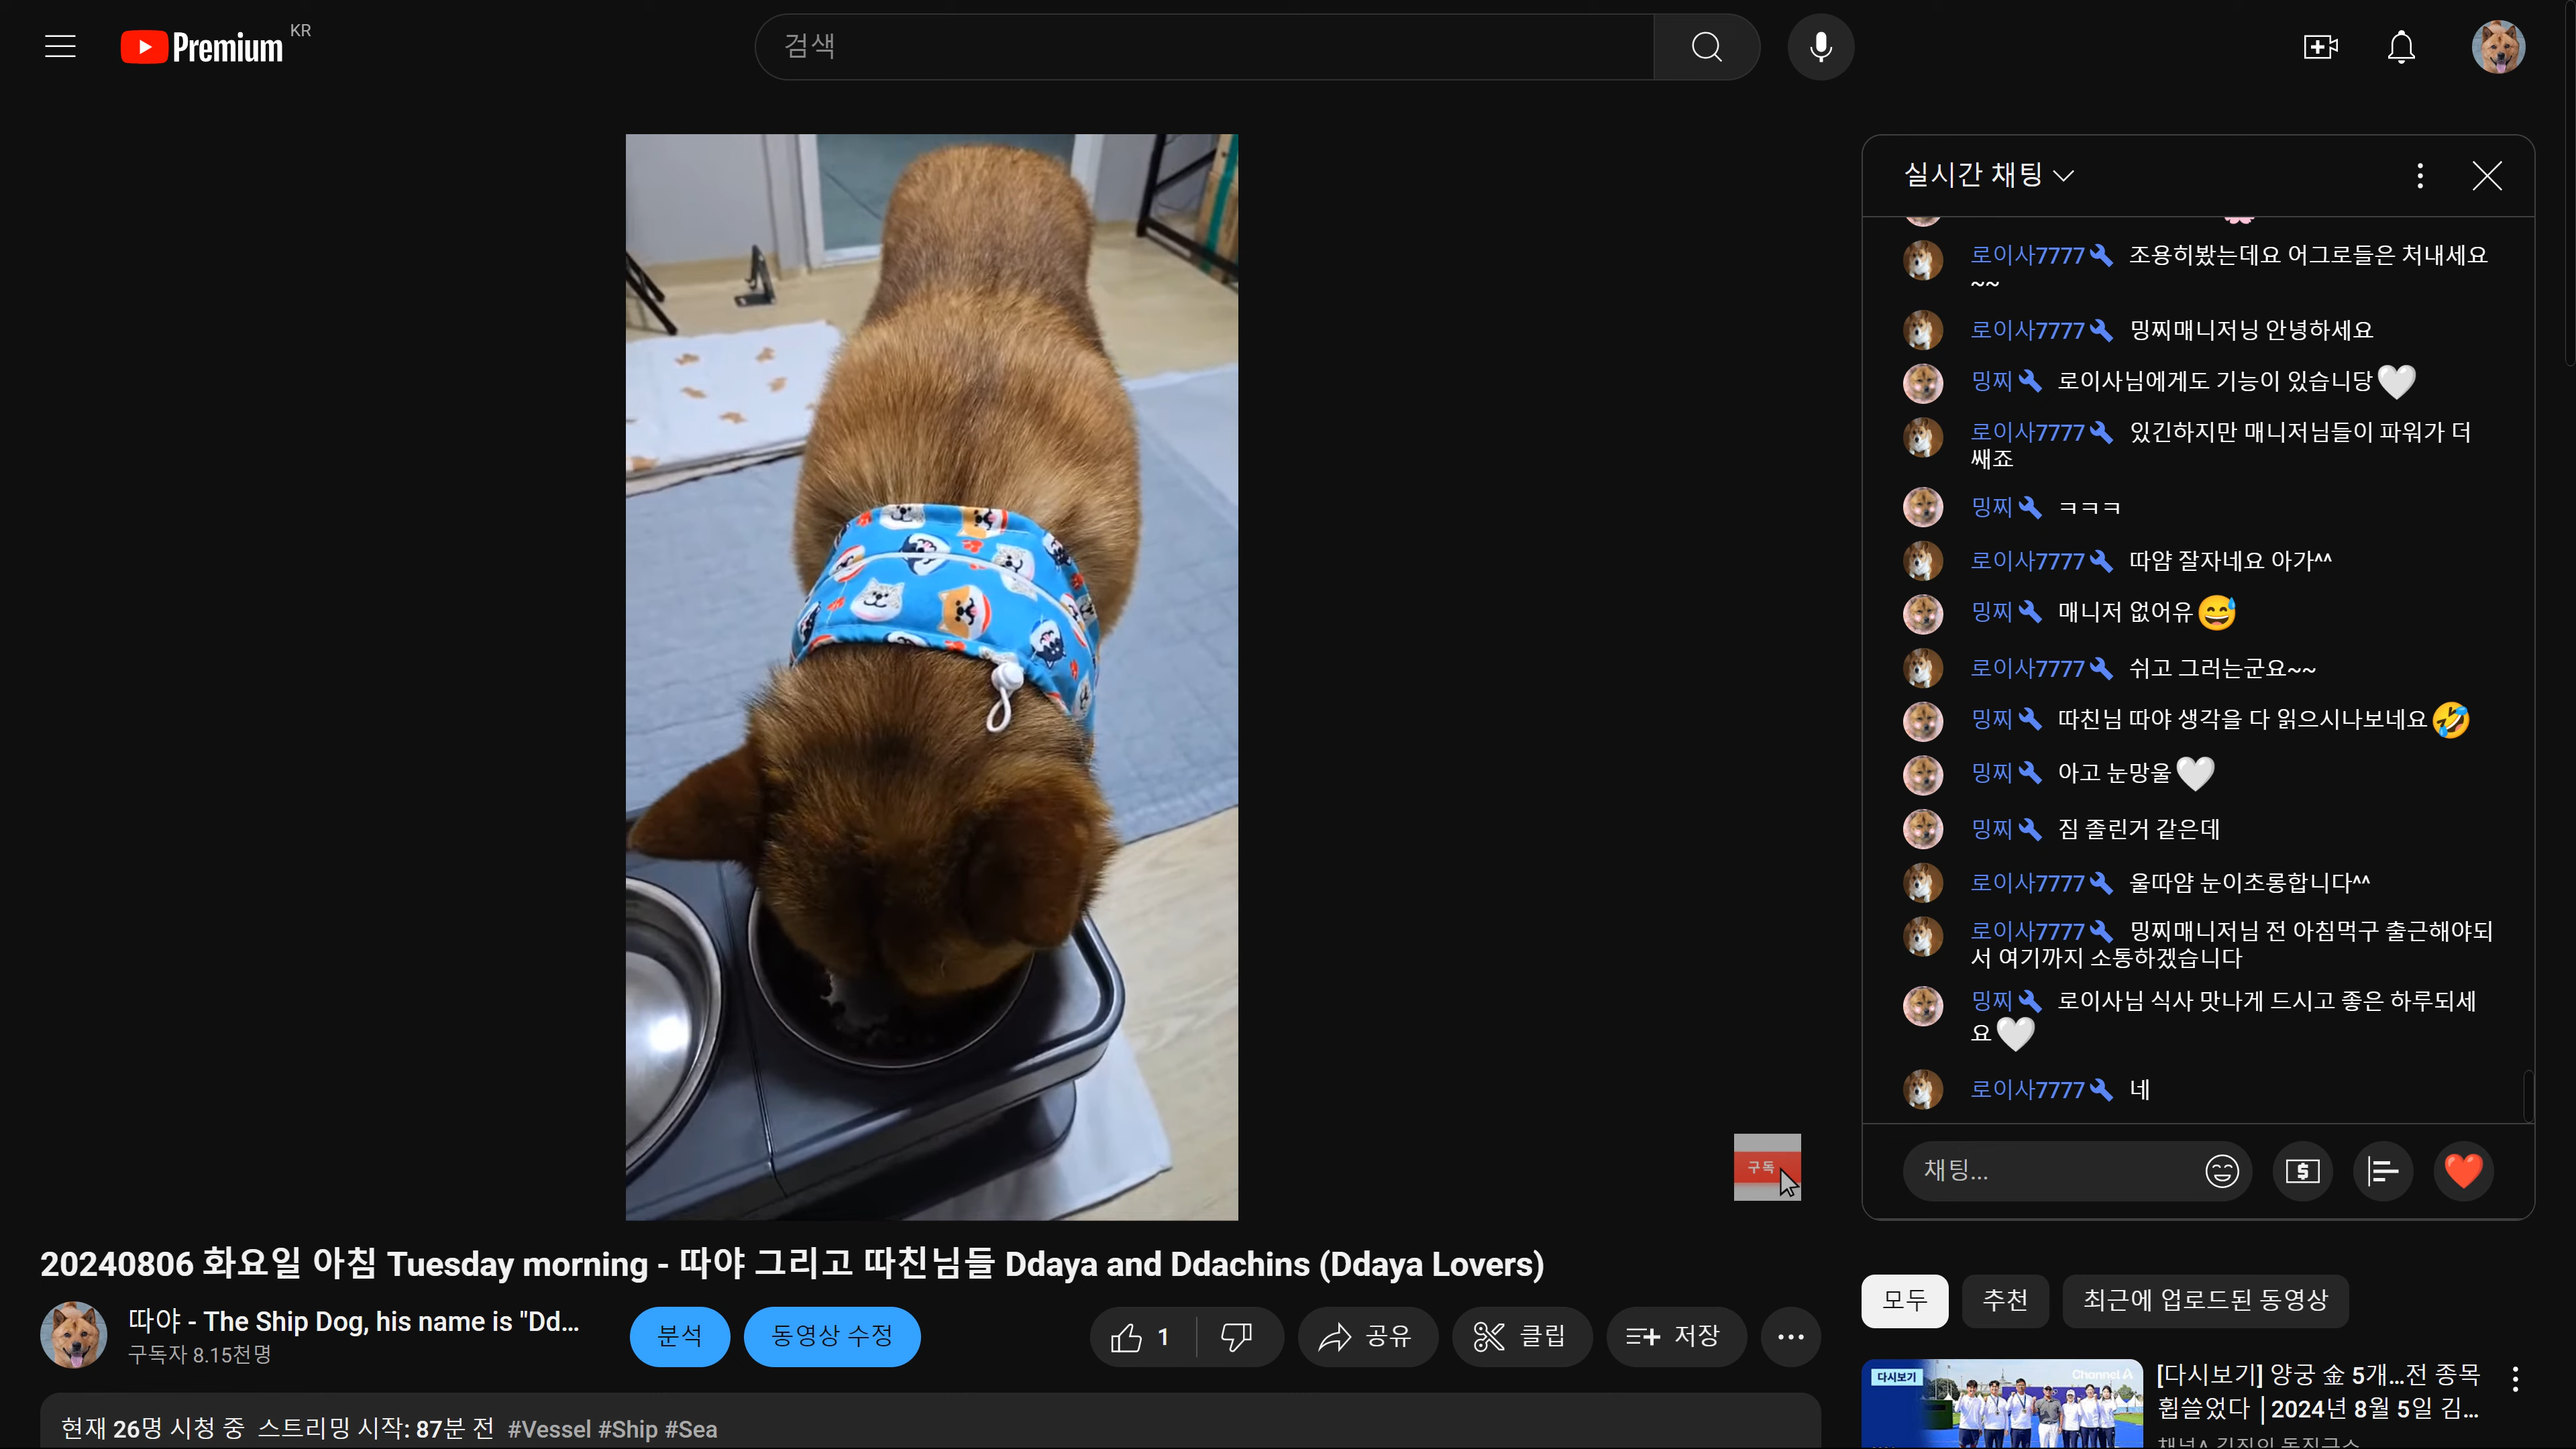 Premium KR
검색
실시간 채팅
로이사7777 조용히봤는데요 어그로들은 처내세요
~~
로이사7777 밍찌매니저닝 안녕하세요
밍찌 로이사님에게도 기능이 있습니당🤍
로이사7777 있긴하지만 매니저님들이 파워가 더
쌔죠
밍찌 ㅋㅋㅋ
로이사7777 따얌 잘자네요 아가^^
밍찌 매니저 없어유😅
로이사7777 쉬고 그러는군요~~
밍찌 따친님 따야 생각을 다 읽으시나보네요🤣
밍찌 아고 눈망울🤍
밍찌 짐 졸린거 같은데
로이사7777 울따얌 눈이초롱합니다^^
로이사7777 밍찌매니저님 전 아침먹구 출근해야되
서 여기까지 소통하겠습니다
밍찌 로이사님 식사 맛나게 드시고 좋은 하루되세
요🤍
로이사7777 네
채팅...
구독
20240806 화요일 아침 Tuesday morning - 따야 그리고 따친님들 Ddaya and Ddachins (Ddaya Lovers)
따야 - The Ship Dog, his name is "Dd...
구독자 8.15천명
분석
동영상 수정
1
공유
클립
저장
현재 26명 시청 중 스트리밍 시작: 87분 전 #Vessel #Ship #Sea
모두
추천
최근에 업로드된 동영상
다시보기
Channel A
[다시보기] 양궁 金 5개...전 종목
휩쓸었다 | 2024년 8월 5일 김...